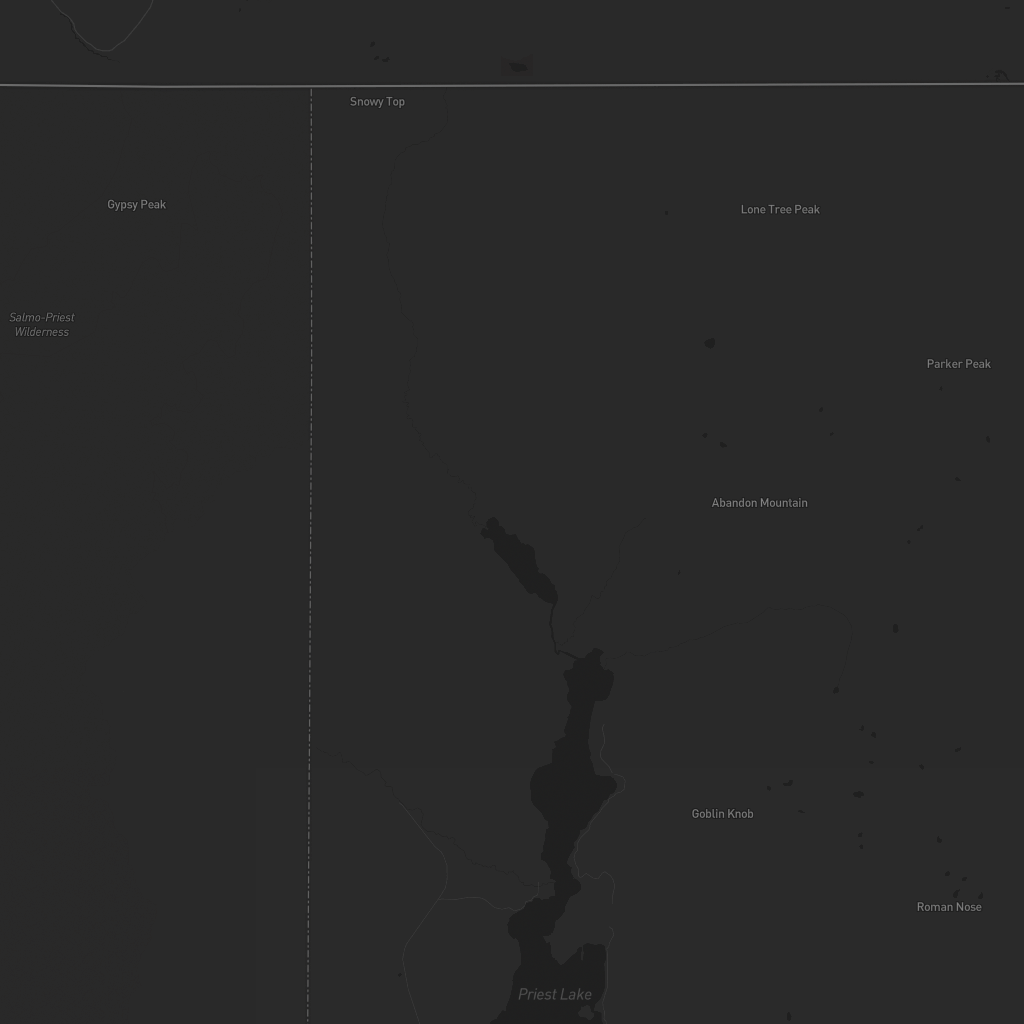 Snowy Top
Gypsy Peak
Lone Tree Peak
Salmo-Priest
Wilderness
Parker Peak
Abandon Mountain
Goblin Knob
Roman Nose
Priest Lake